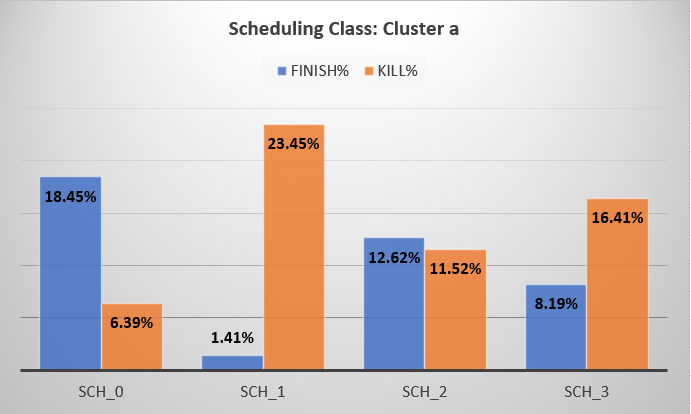 Scheduling Class: Cluster a
FINISH% KILL%
18.45% 6.39% 1.41% 23.45% 12.62% 11.52% 8.19% 16.41%
SCH_0 SCH_1 SCH_2 SCH_3